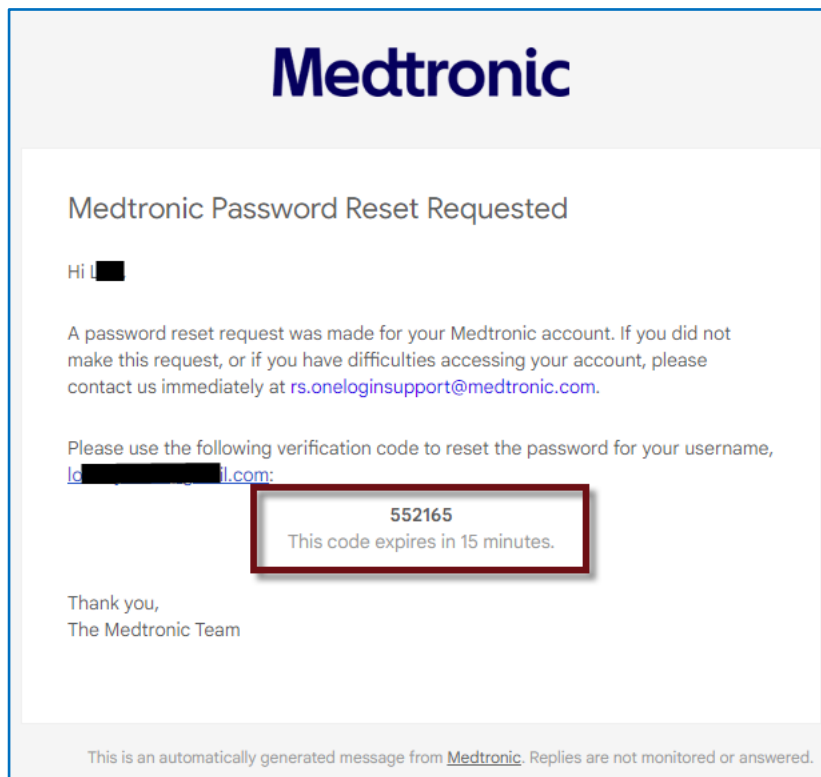 Medtronic
Medtronic Password Reset Requested
Hi L
A password reset request was made for your Medtronic account. If you did not
make this request, or if you have difficulties accessing your account, please
contact us immediately at rs.oneloginsupport@medtronic.com.
Please use the following verification code to reset the password for your username,
lo il.com:
552165
This code expires in 15 minutes.
Thank you,
The Medtronic Team
This is an automatically generated message from Medtronic. Replies are not monitored or answered.